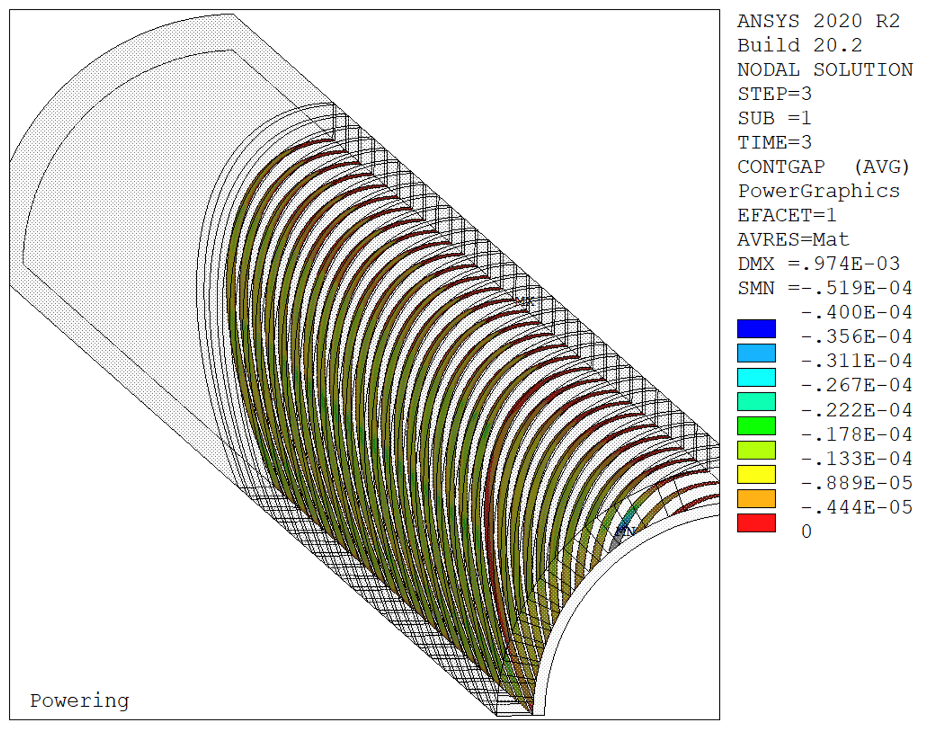 ANSYS 2020 R2
Build 20.2
NODAL SOLUTION
STEP=3
SUB =1
TIME=3
CONTGAP (AVG)
PowerGraphics
EFACET=1
AVRES=Mat
DMX =.974E-03
SMN =-.519E-04
-.400E-04
-.356E-04
-.311E-04
-.267E-04
-.222E-04
-.178E-04
-.133E-04
-.889E-05
-.444E-05
0
MX
MN
Powering